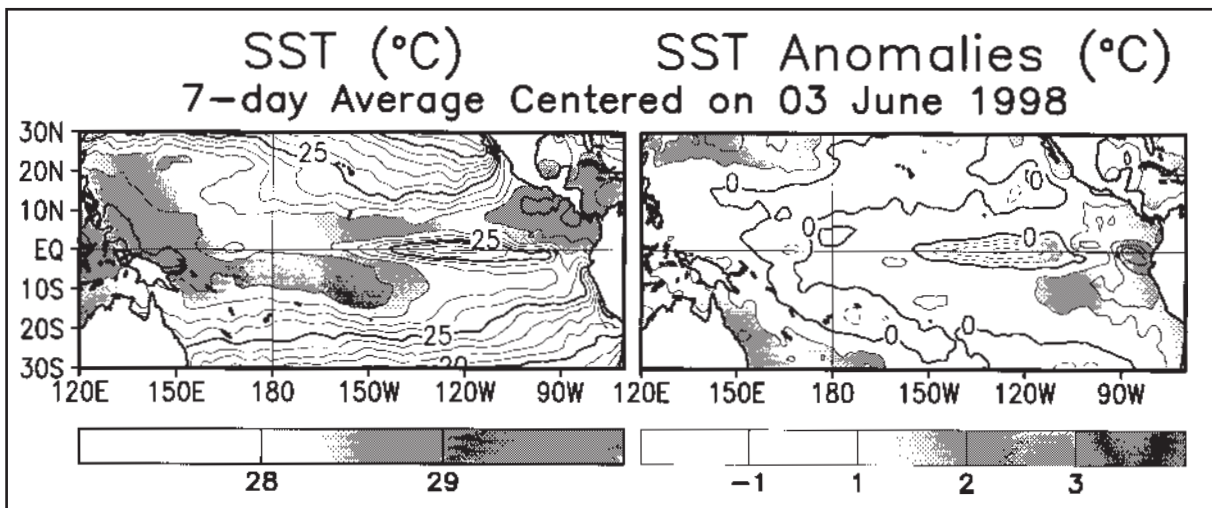 SST (°C) SST Anomalies (°C)
7-day Average Centered on 03 June 1998
30N
20N
10N
EQ
10S
20S
30S
25
25
25
20
0
0
0
0
0
0
120E 150E 180 150W 120W 90W 120E 150E 180 150W 120W 90W
28 29 -1 1 2 3